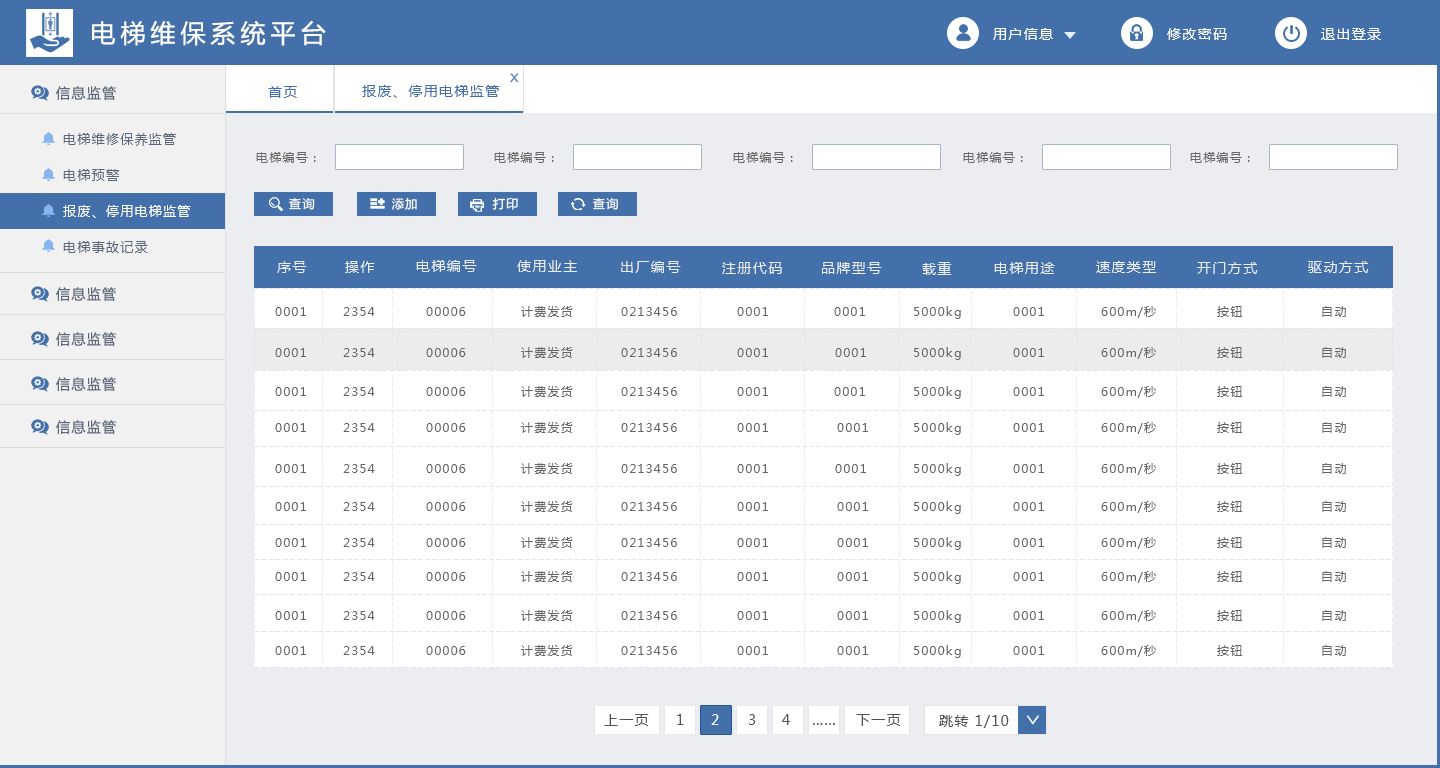 电梯维保系统平台 用户信息 修改密码 退出登录
信息监管 首页 报废、停用电梯监管 x
电梯维修保养监管
电梯预警
报废、停用电梯监管
电梯事故记录
信息监管
信息监管
信息监管
信息监管
电梯编号： 电梯编号： 电梯编号： 电梯编号： 电梯编号：
查询 添加 打印 查询
序号 操作 电梯编号 使用业主 出厂编号 注册代码 品牌型号 载重 电梯用途 速度类型 开门方式 驱动方式
0001 2354 00006 计费发货 0213456 0001 0001 5000kg 0001 600m/秒 按钮 自动
0001 2354 00006 计费发货 0213456 0001 0001 5000kg 0001 600m/秒 按钮 自动
0001 2354 00006 计费发货 0213456 0001 0001 5000kg 0001 600m/秒 按钮 自动
0001 2354 00006 计费发货 0213456 0001 0001 5000kg 0001 600m/秒 按钮 自动
0001 2354 00006 计费发货 0213456 0001 0001 5000kg 0001 600m/秒 按钮 自动
0001 2354 00006 计费发货 0213456 0001 0001 5000kg 0001 600m/秒 按钮 自动
0001 2354 00006 计费发货 0213456 0001 0001 5000kg 0001 600m/秒 按钮 自动
0001 2354 00006 计费发货 0213456 0001 0001 5000kg 0001 600m/秒 按钮 自动
0001 2354 00006 计费发货 0213456 0001 0001 5000kg 0001 600m/秒 按钮 自动
0001 2354 00006 计费发货 0213456 0001 0001 5000kg 0001 600m/秒 按钮 自动
上一页 1 2 3 4 …… 下一页 跳转 1/10